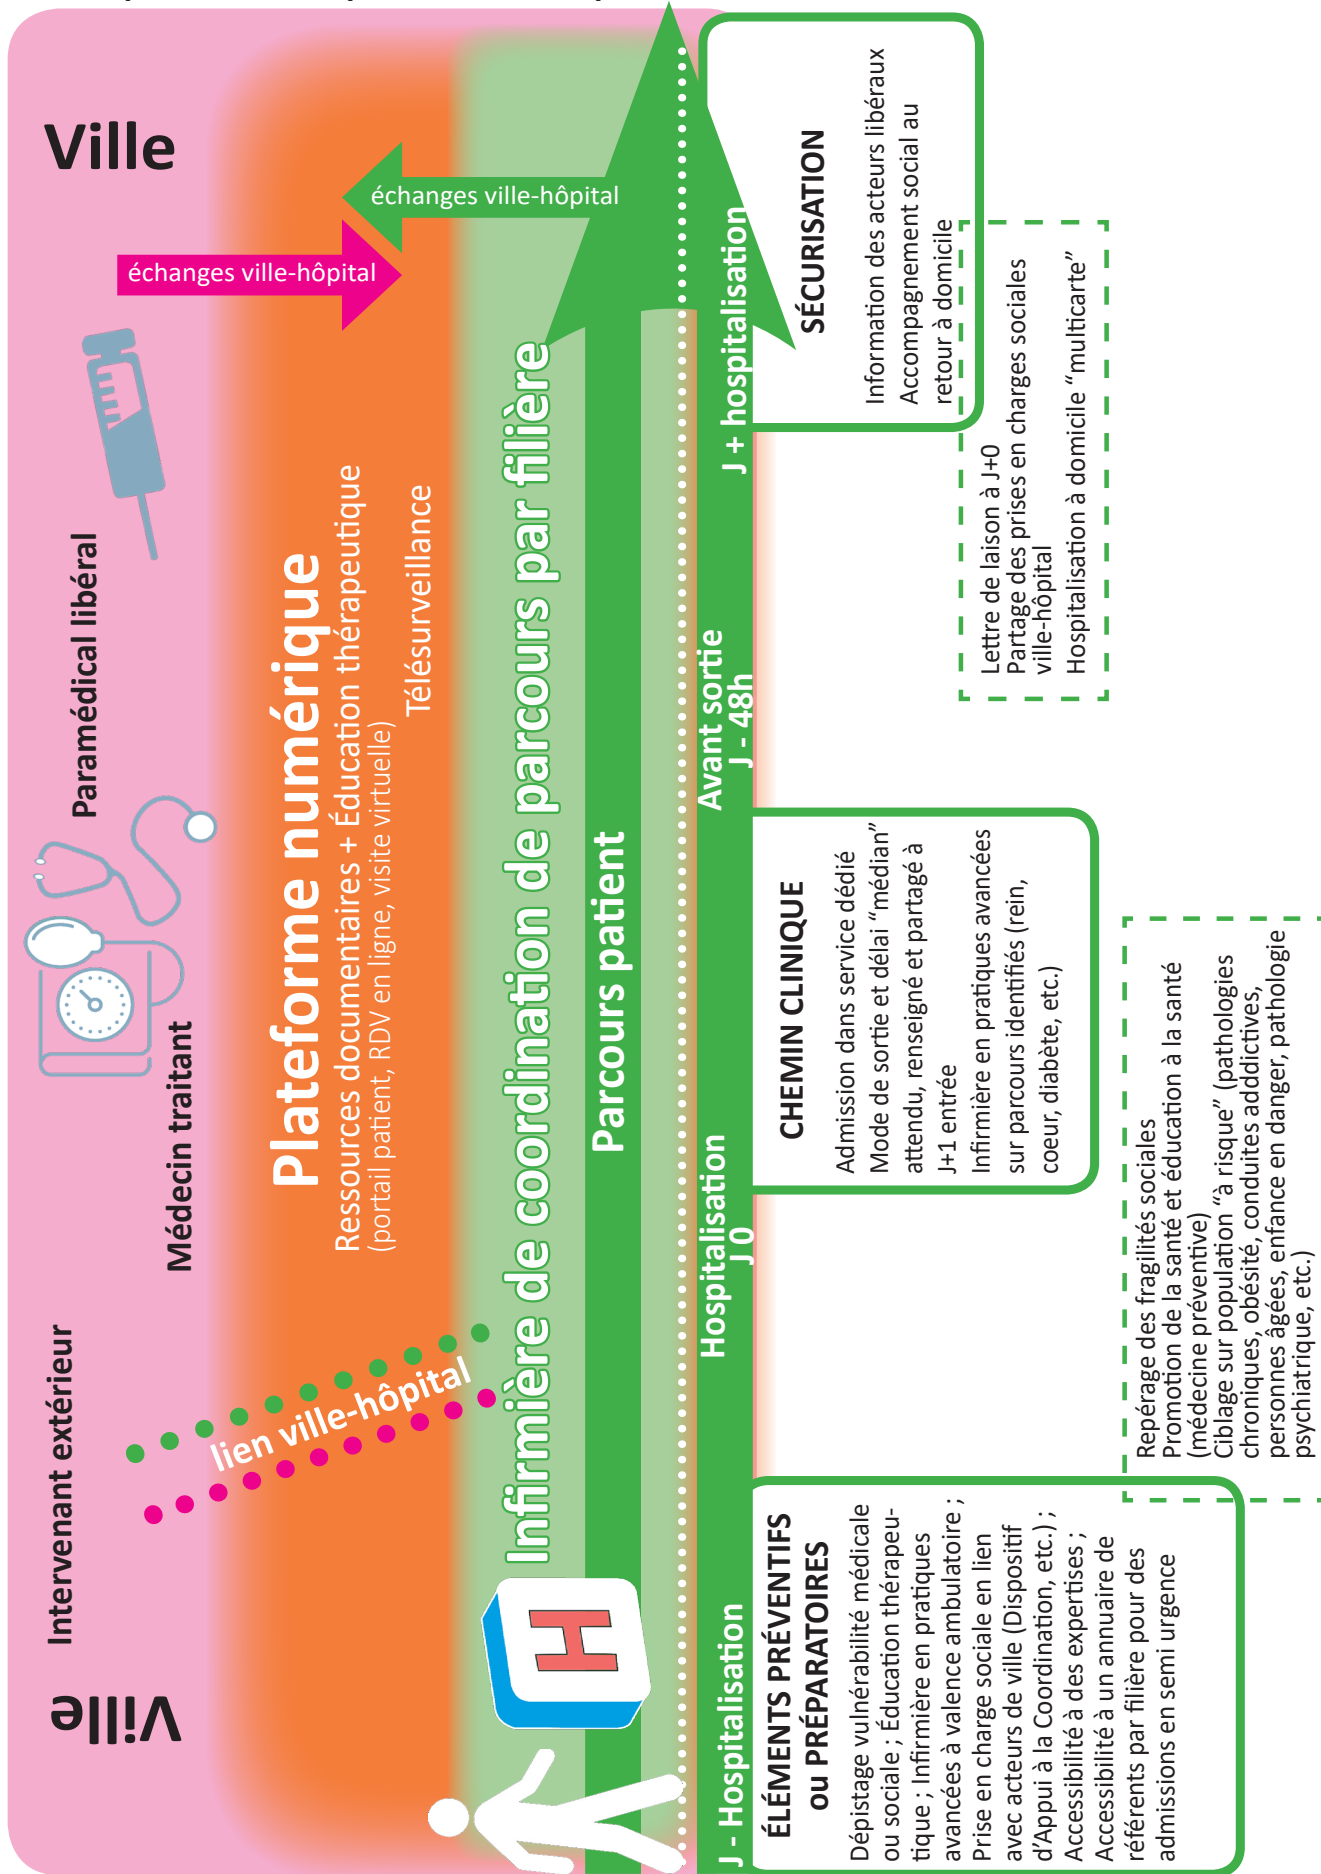 Ville
Intervenant extérieur
Médecin traitant
Paramédical libéral
Ville
lien ville-hôpital
échanges ville-hôpital
échanges ville-hôpital
Plateforme numérique
Ressources documentaires + Éducation thérapeutique
(portail patient, RDV en ligne, visite virtuelle)
Télésurveillance
Infirmière de coordination de parcours par filière
H
Parcours patient
J - Hospitalisation
Hospitalisation
J 0
Avant sortie
J - 48h
J + hospitalisation
ÉLÉMENTS PRÉVENTIFS
ou PRÉPARATOIRES
Dépistage vulnérabilité médicale
ou sociale ; Éducation thérapeu-
tique ; Infirmière en pratiques
avancées à valence ambulatoire ;
Prise en charge sociale en lien
avec acteurs de ville (Dispositif
d'Appui à la Coordination, etc.) ;
Accessibilité à des expertises ;
Accessibilité à un annuaire de
référents par filière pour des
admissions en semi urgence
Repérage des fragilités sociales
Promotion de la santé et éducation à la santé
(médecine préventive)
Ciblage sur population “à risque” (pathologies
chroniques, obésité, conduites addictives,
personnes âgées, enfance en danger, pathologie
psychiatrique, etc.)
CHEMIN CLINIQUE
Admission dans service dédié
Mode de sortie et délai “médian”
attendu, renseigné et partagé à
J+1 entrée
Infirmière en pratiques avancées
sur parcours identifiés (rein,
coeur, diabète, etc.)
Lettre de laison à J+0
Partage des prises en charges sociales
ville-hôpital
Hospitalisation à domicile “multicarte”
SÉCURISATION
Information des acteurs libéraux
Accompagnement social au
retour à domicile